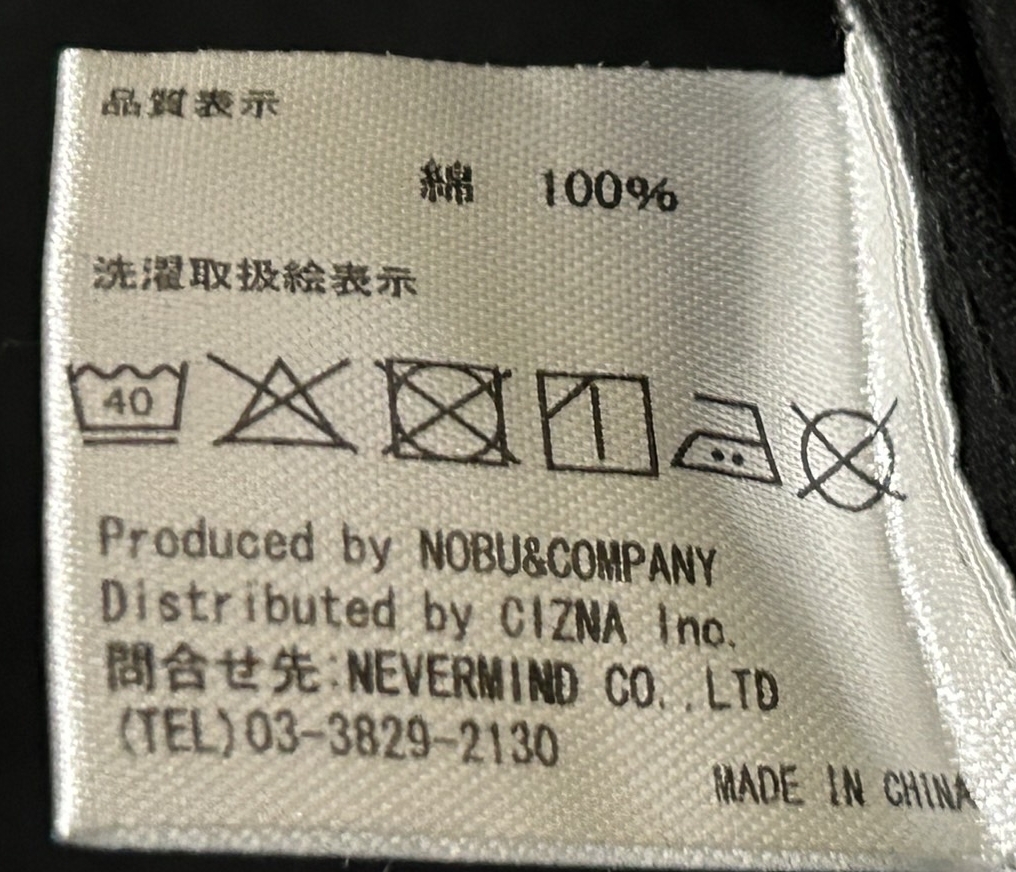 品質表示
綿 100%
洗濯取扱絵表示
40
Produced by NOBU&COMPANY
Distributed by CIZNA Inc.
問合せ先:NEVERMIND CO.,LTD
(TEL)03-3829-2130
MADE IN CHINA